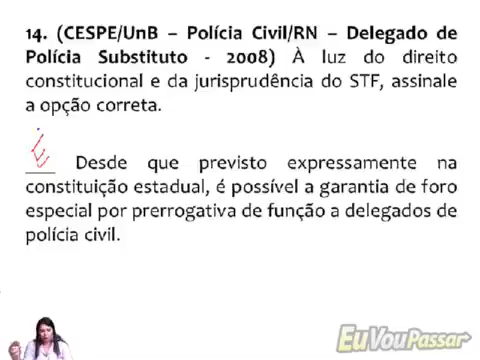 14. (CESPE/UnB – Polícia Civil/RN – Delegado de
Polícia Substituto - 2008) À luz do direito
constitucional e da jurisprudência do STF, assinale
a opção correta.
E
____ Desde que previsto expressamente na
constituição estadual, é possível a garantia de foro
especial por prerrogativa de função a delegados de
polícia civil.
EuVouPassar